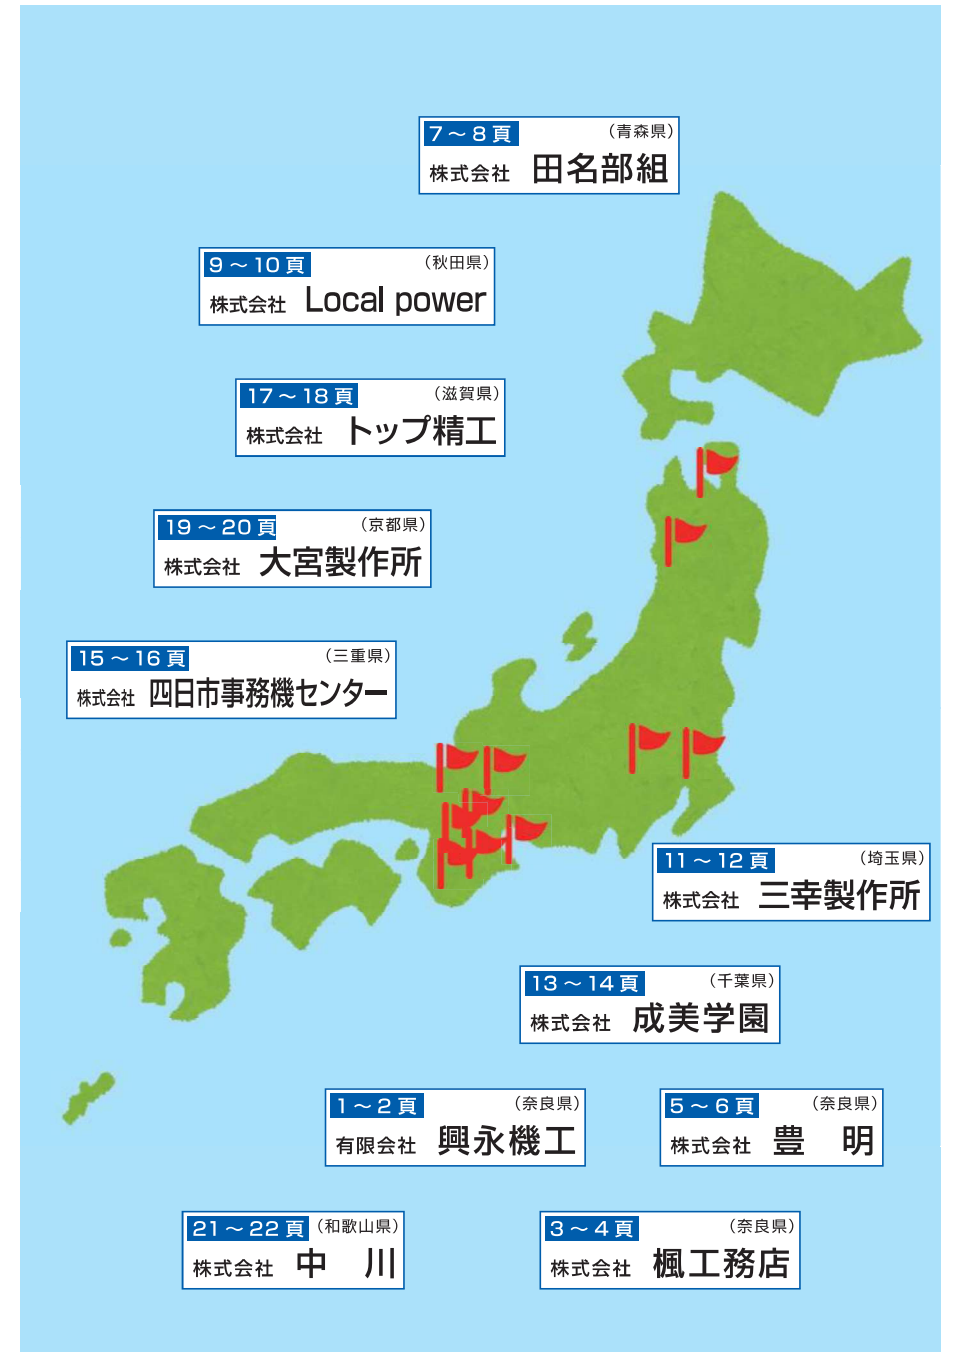 7～8頁 （青森県）
株式会社 田名部組
9～10頁 （秋田県）
株式会社 Local power
17～18頁 （滋賀県）
株式会社 トップ精工
19～20頁 （京都県）
株式会社 大宮製作所
15～16頁 （三重県）
株式会社 四日市事務機センター
11～12頁 （埼玉県）
株式会社 三幸製作所
13～14頁 （千葉県）
株式会社 成美学園
1～2頁 （奈良県）
有限会社 興永機工
5～6頁 （奈良県）
株式会社 豊　明
21～22頁 （和歌山県）
株式会社 中　川
3～4頁 （奈良県）
株式会社 楓工務店